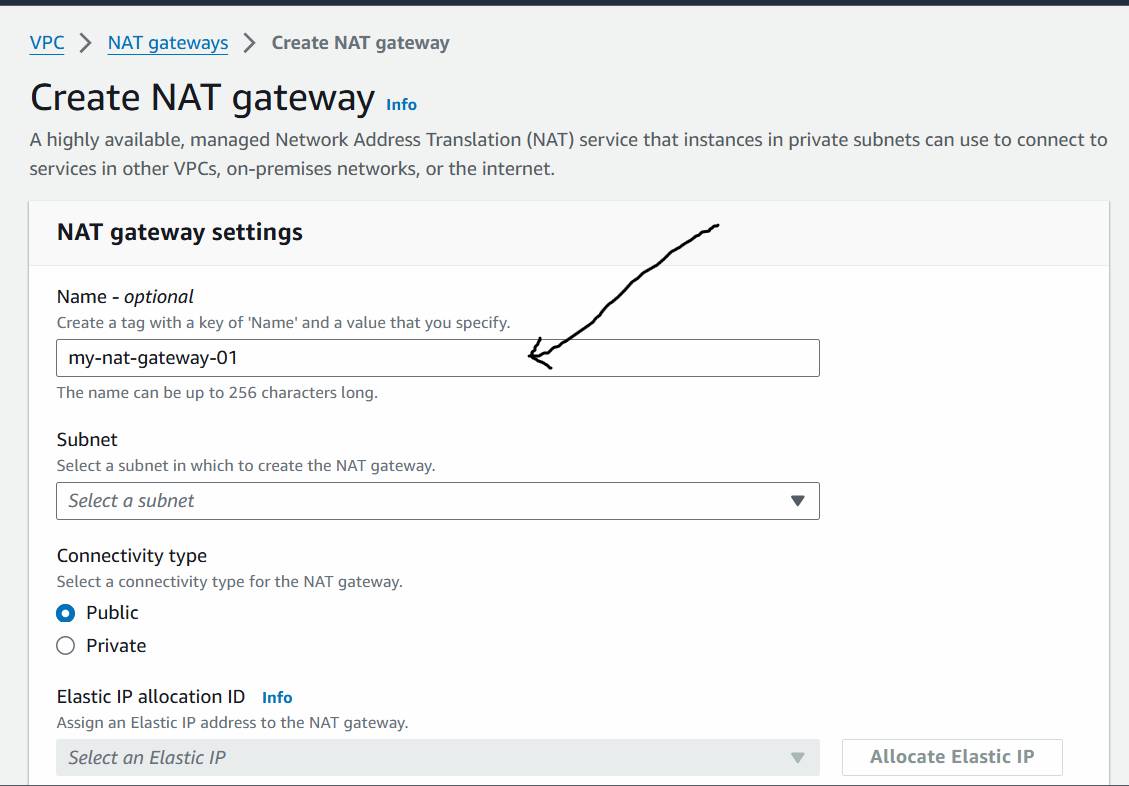 VPC > NAT gateways > Create NAT gateway
Create NAT gateway Info
A highly available, managed Network Address Translation (NAT) service that instances in private subnets can use to connect to
services in other VPCs, on-premises networks, or the internet.
NAT gateway settings
Name - optional
Create a tag with a key of 'Name' and a value that you specify.
my-nat-gateway-01
The name can be up to 256 characters long.
Subnet
Select a subnet in which to create the NAT gateway.
Select a subnet
Connectivity type
Select a connectivity type for the NAT gateway.
Public
Private
Elastic IP allocation ID Info
Assign an Elastic IP address to the NAT gateway.
Select an Elastic IP
Allocate Elastic IP